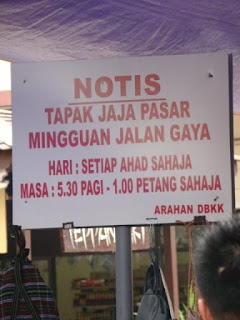 NOTIS
TAPAK JAJA PASAR
MINGGUAN JALAN GAYA
HARI : SETIAP AHAD SAHAJA
MASA : 5.30 PAGI - 1.00 PETANG SAHAJA
ARAHAN DBKK